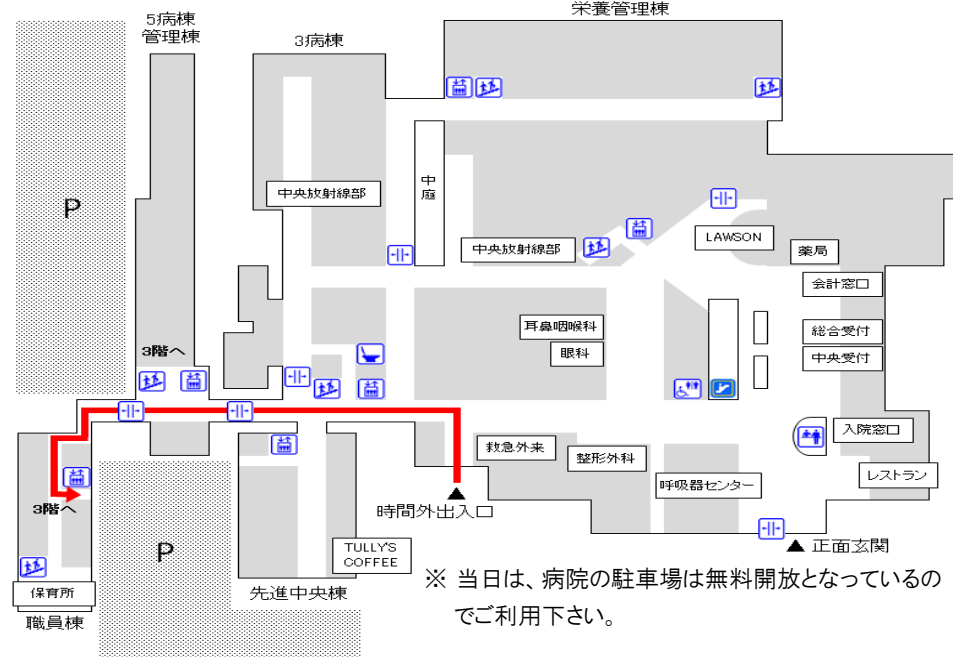 栄養管理棟
5病棟
管理棟
3病棟
P
中央放射線部
中
庭
中央放射線部
LAWSON
薬局
会計窓口
耳鼻咽喉科
眼科
総合受付
中央受付
3階へ
入院窓口
救急外来
整形外科
呼吸器センター
レストラン
3階へ
時間外出入口
正面玄関
P
TULLY'S
COFFEE
保育所
先進中央棟
職員棟
※ 当日は、病院の駐車場は無料開放となっているの
でご利用下さい。